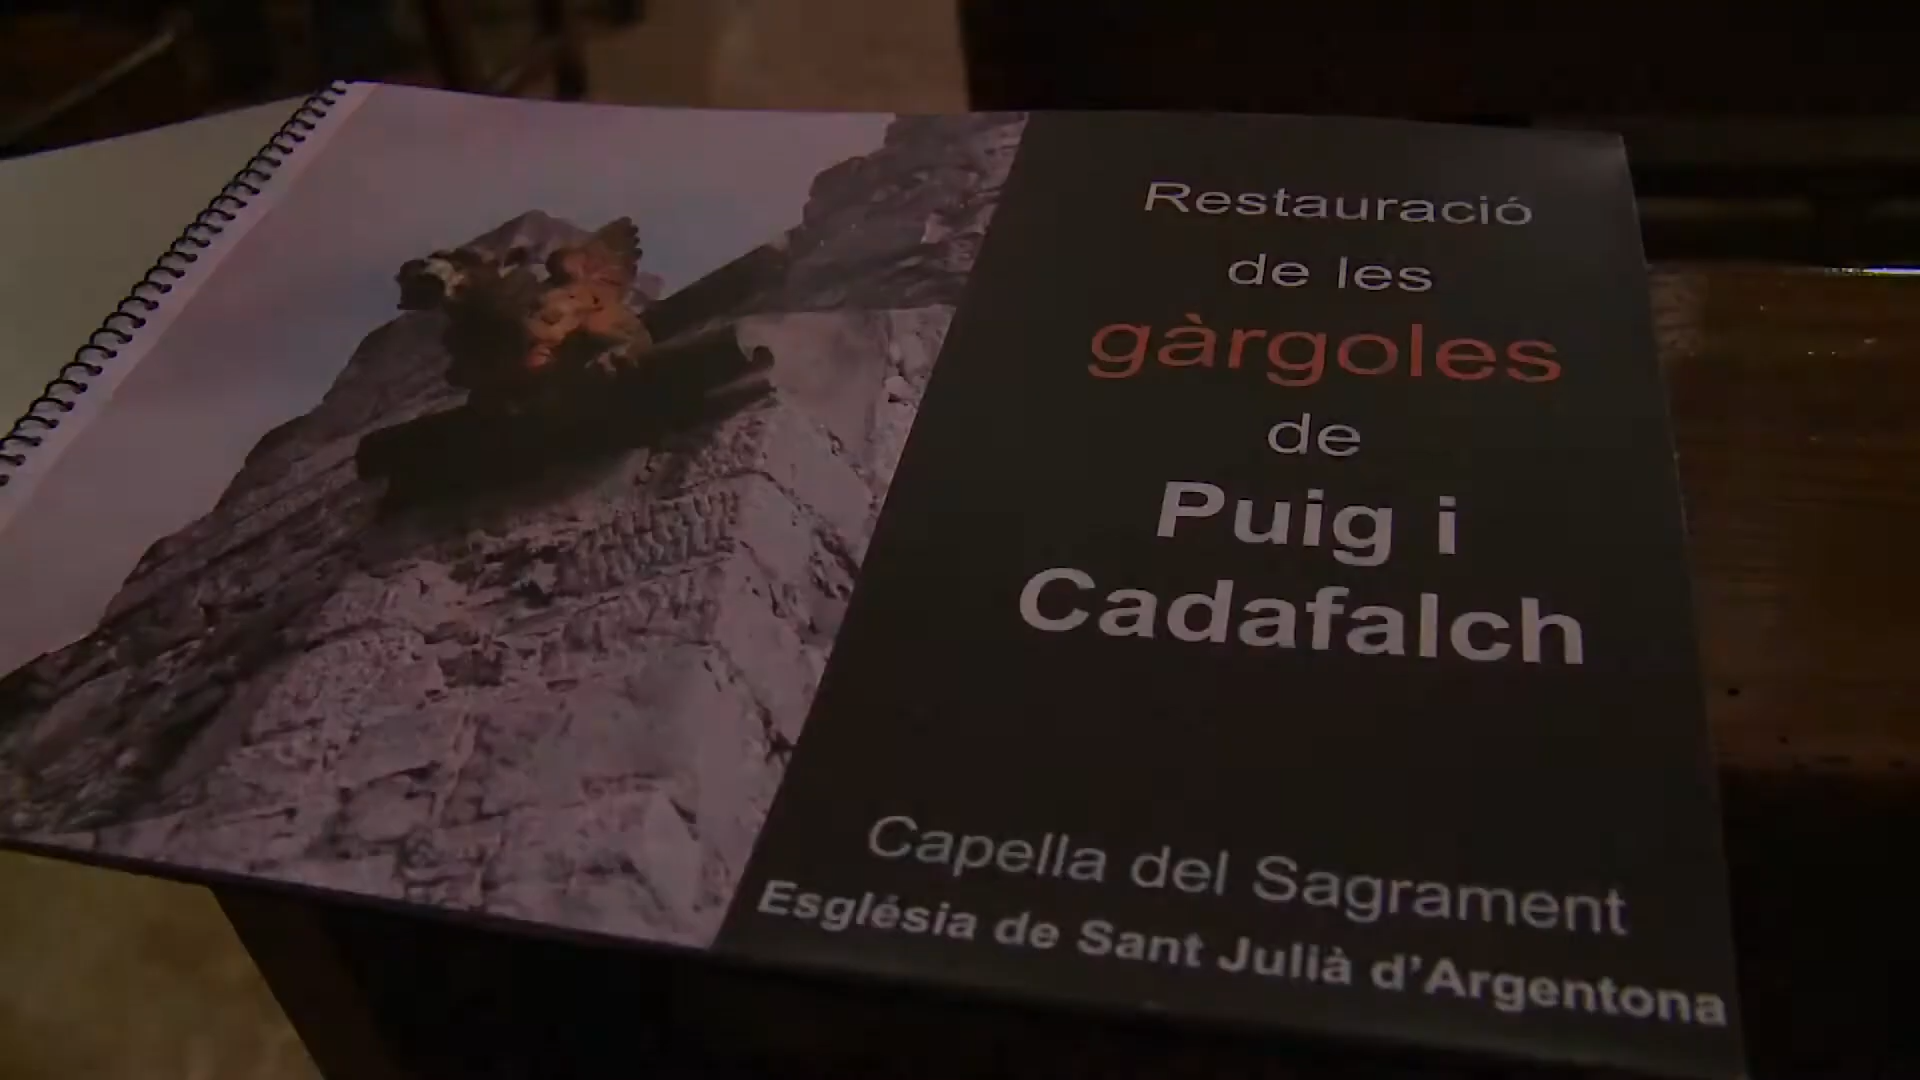 Restauració
de les
gàrgoles
de
Puig i
Cadafalch
Capella del Sagrament
Església de Sant Julià d'Argentona